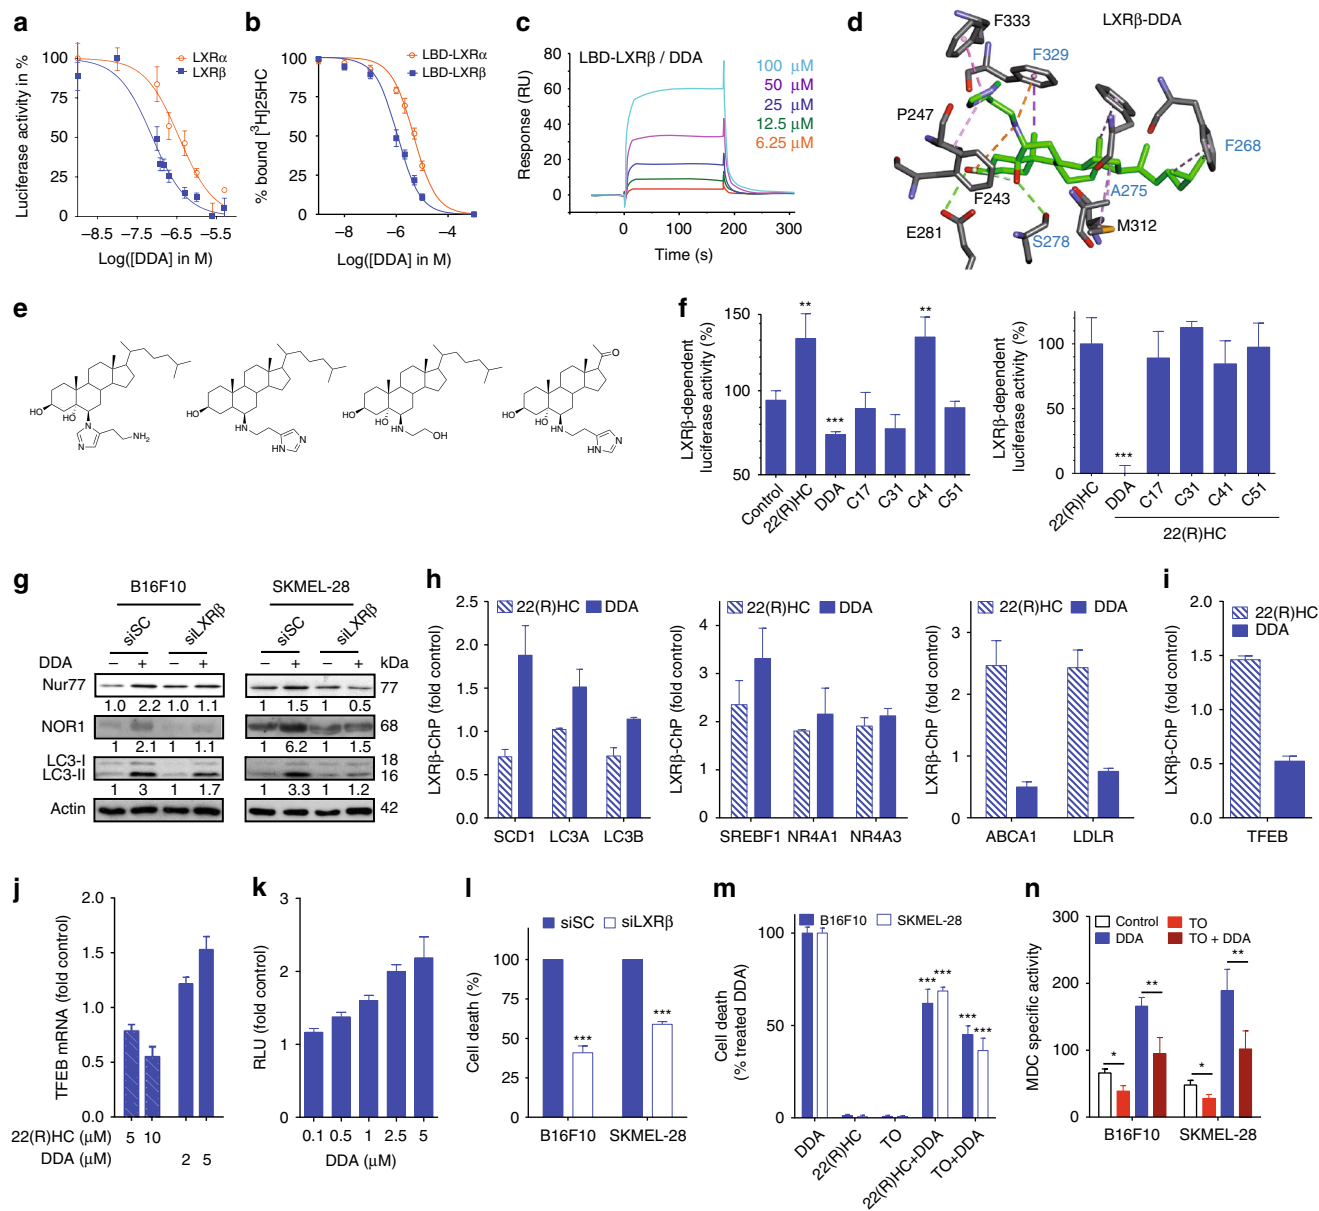 a
LXRα
LXRβ
Luciferase activity in %
100
75
50
25
0
−8.5 −7.5 −6.5 −5.5
Log([DDA] in M)
b
LBD-LXRα
LBD-LXRβ
% bound [³H]25HC
100
75
50
25
0
−8 −6 −4
Log([DDA] in M)
c
LBD-LXRβ / DDA
100 μM
50 μM
25 μM
12.5 μM
6.25 μM
Response (RU)
80
60
40
20
0
0 100 200 300
Time (s)
d
LXRβ-DDA
F333
F329
P247
F268
F243
A275
E281
S278
M312
e
HO
OH
N
N
NH2
HO
HN
HN
N
HO
OH
HN
OH
O
HO
OH
HN
HN
N
f
LXRβ-dependent
luciferase activity (%)
150
100
50
**
***
**
Control
22(R)HC
DDA
C17
C31
C41
C51
LXRβ-dependent
luciferase activity (%)
100
50
0
***
22(R)HC
DDA
C17
C31
C41
C51
22(R)HC
g
B16F10 SKMEL-28
siSC siLXRβ siSC siLXRβ
DDA − + − + − + − + kDa
Nur77 77
1.0 2.2 1.0 1.1 1 1.5 1 0.5
NOR1 68
1 2.1 1 1.1 1 6.2 1 1.5
LC3-I 18
LC3-II 16
1 3 1 1.7 1 3.3 1 1.2
Actin 42
h
22(R)HC DDA
LXRβ-ChP (fold control)
2.5
2.0
1.5
1.0
0.5
0.0
SCD1 LC3A LC3B
22(R)HC DDA
LXRβ-ChP (fold control)
4
3
2
1
0
SREBF1 NR4A1 NR4A3
22(R)HC DDA
LXRβ-ChP (fold control)
3
2
1
0
ABCA1 LDLR
i
22(R)HC
DDA
LXRβ-ChP (fold control)
2.0
1.5
1.0
0.5
0.0
TFEB
j
TFEB mRNA (fold control)
2.0
1.5
1.0
0.5
0.0
22(R)HC (μM) 5 10
DDA (μM) 2 5
k
RLU (fold control)
3
2
1
0
0.1 0.5 1 2.5 5
DDA (μM)
l
siSC siLXRβ
Cell death (%)
100
75
50
25
0
***
***
B16F10 SKMEL-28
m
B16F10 SKMEL-28
Cell death
(% treated DDA)
100
50
0
***
***
***
***
DDA
22(R)HC
TO
22(R)HC+DDA
TO+DDA
n
Control TO
DDA TO + DDA
MDC specific activity
300
200
100
0
*
**
*
**
B16F10 SKMEL-28